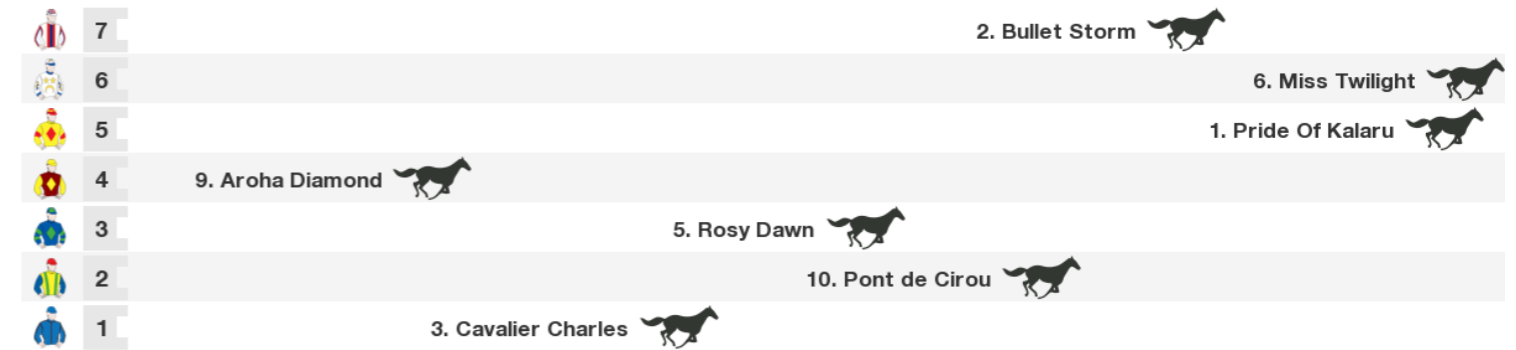 7 2. Bullet Storm
6 6. Miss Twilight
5 1. Pride Of Kalaru
4 9. Aroha Diamond
3 5. Rosy Dawn
2 10. Pont de Cirou
1 3. Cavalier Charles